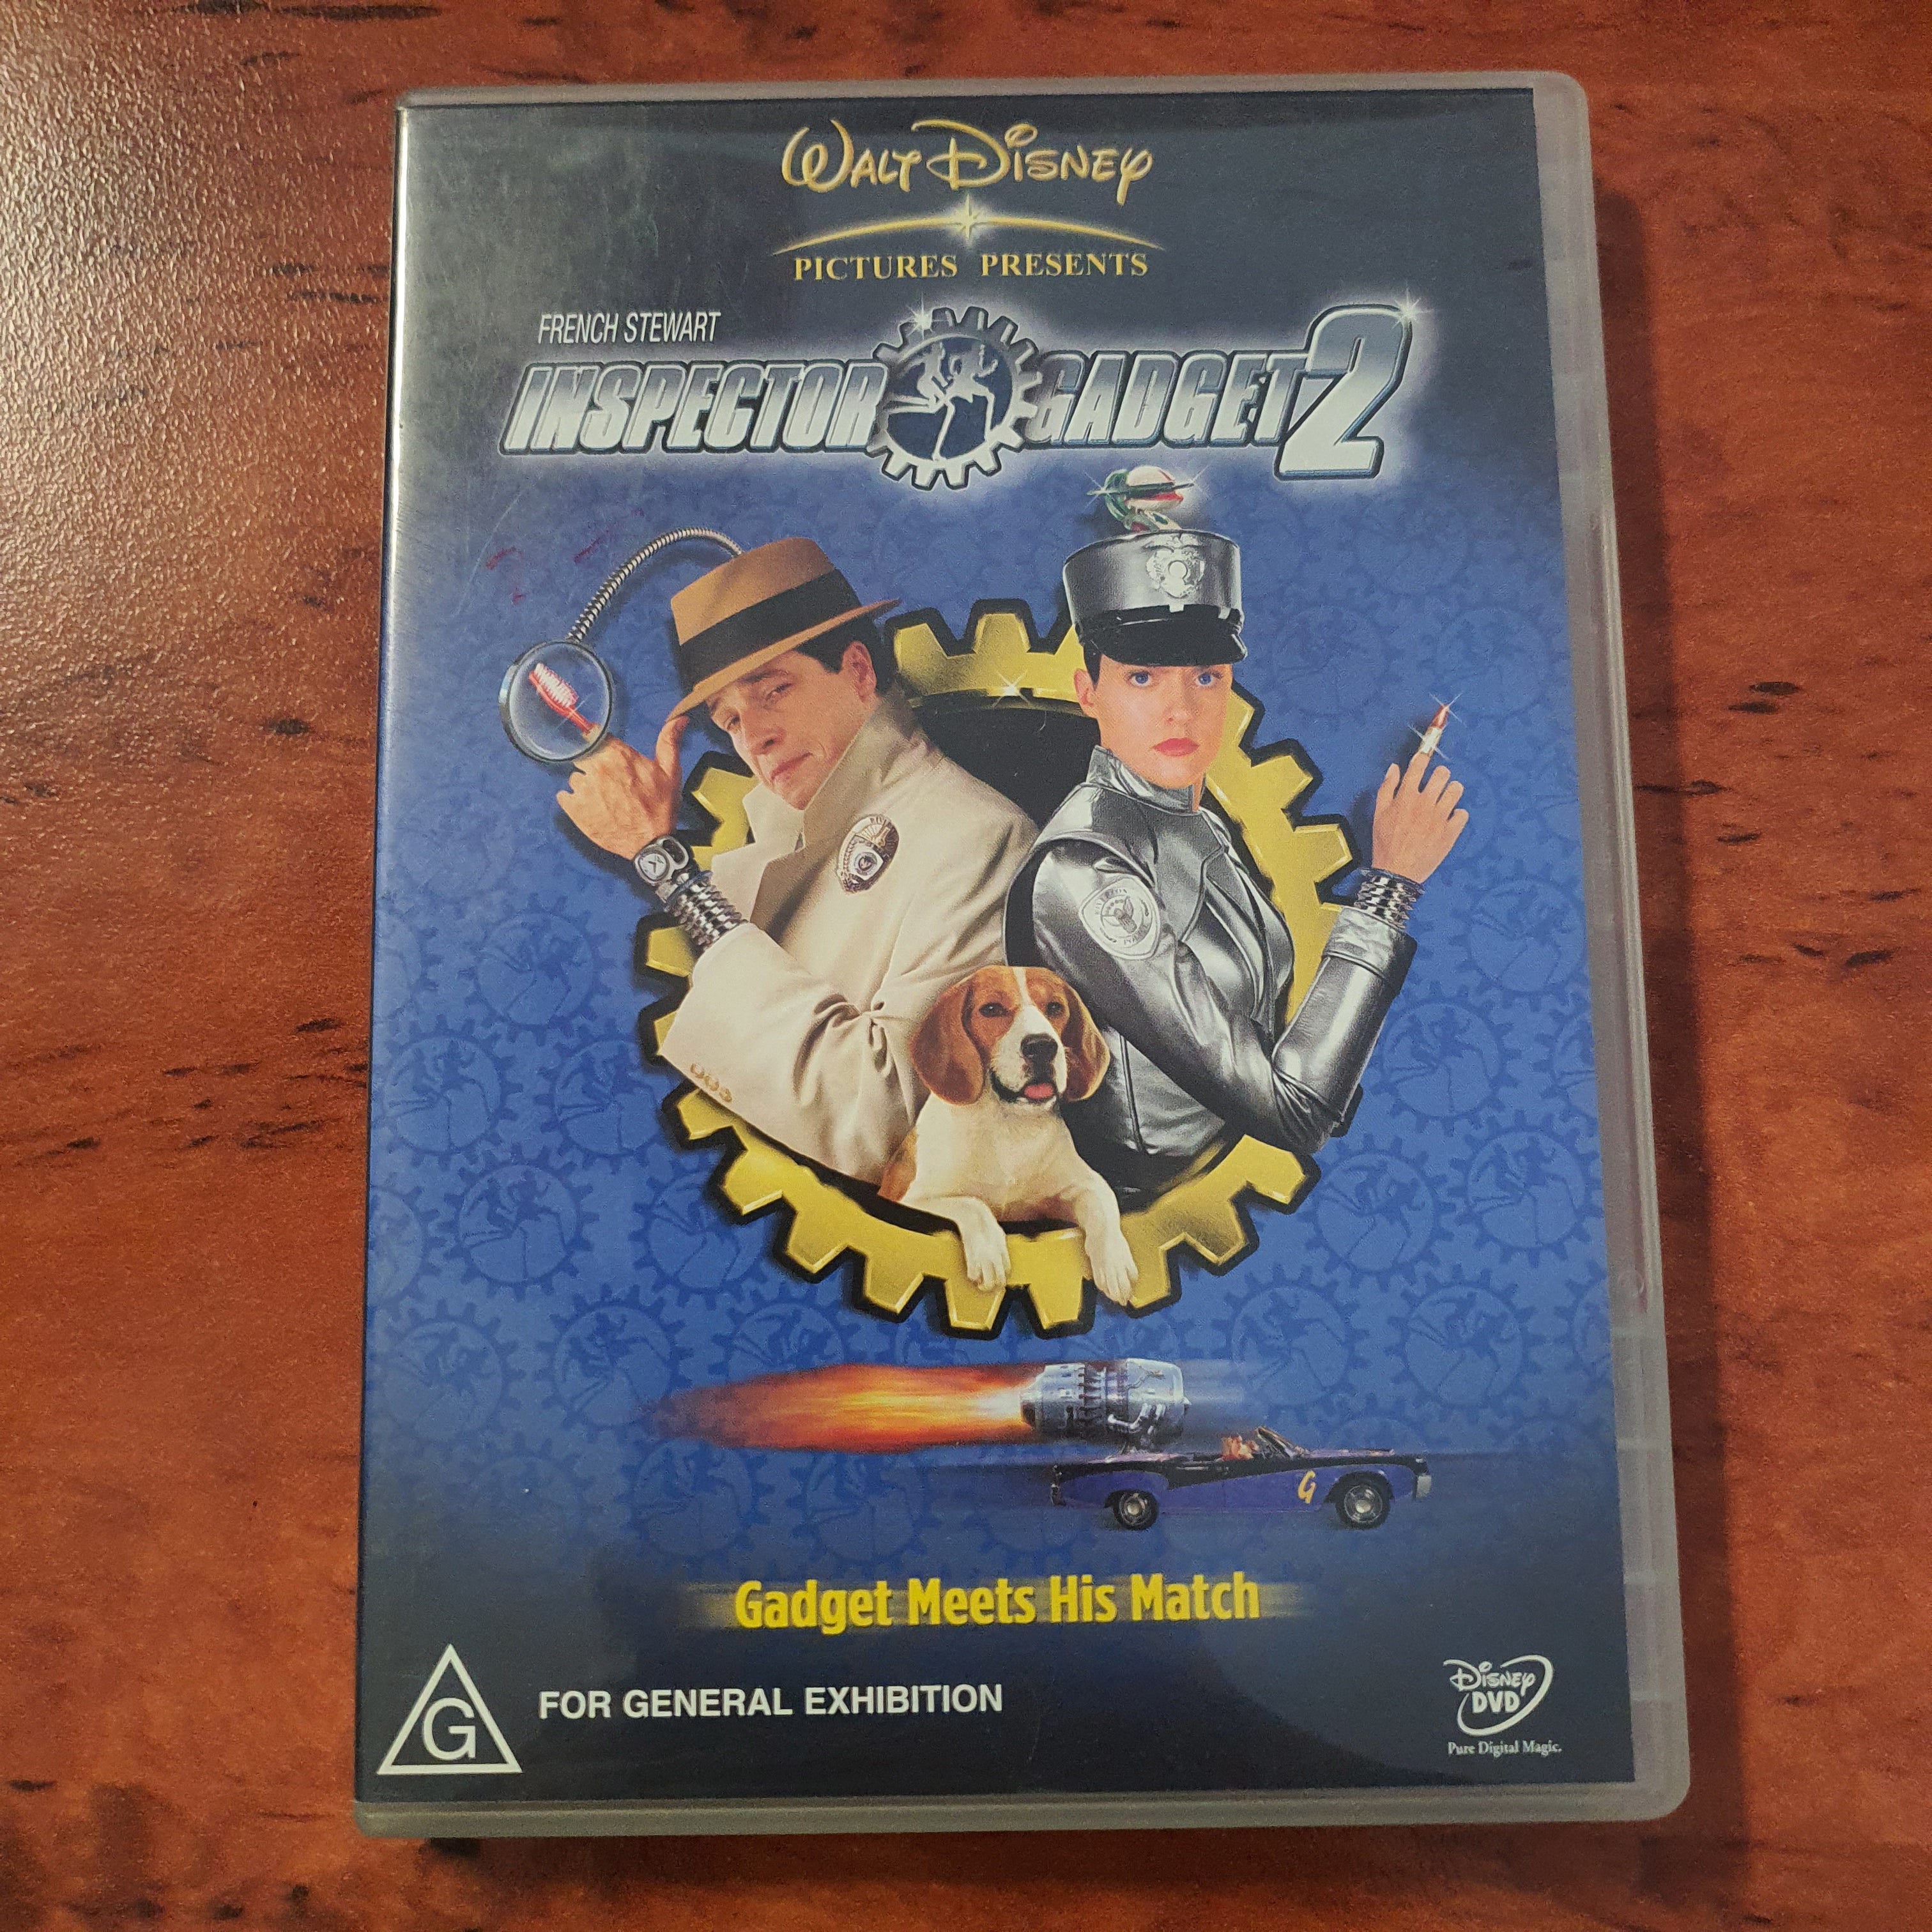 WALT DISNEY
PICTURES PRESENTS
FRENCH STEWART
INSPECTOR GADGET 2
G
Gadget Meets His Match
G
FOR GENERAL EXHIBITION
DISNEY
DVD
Pure Digital Magic.